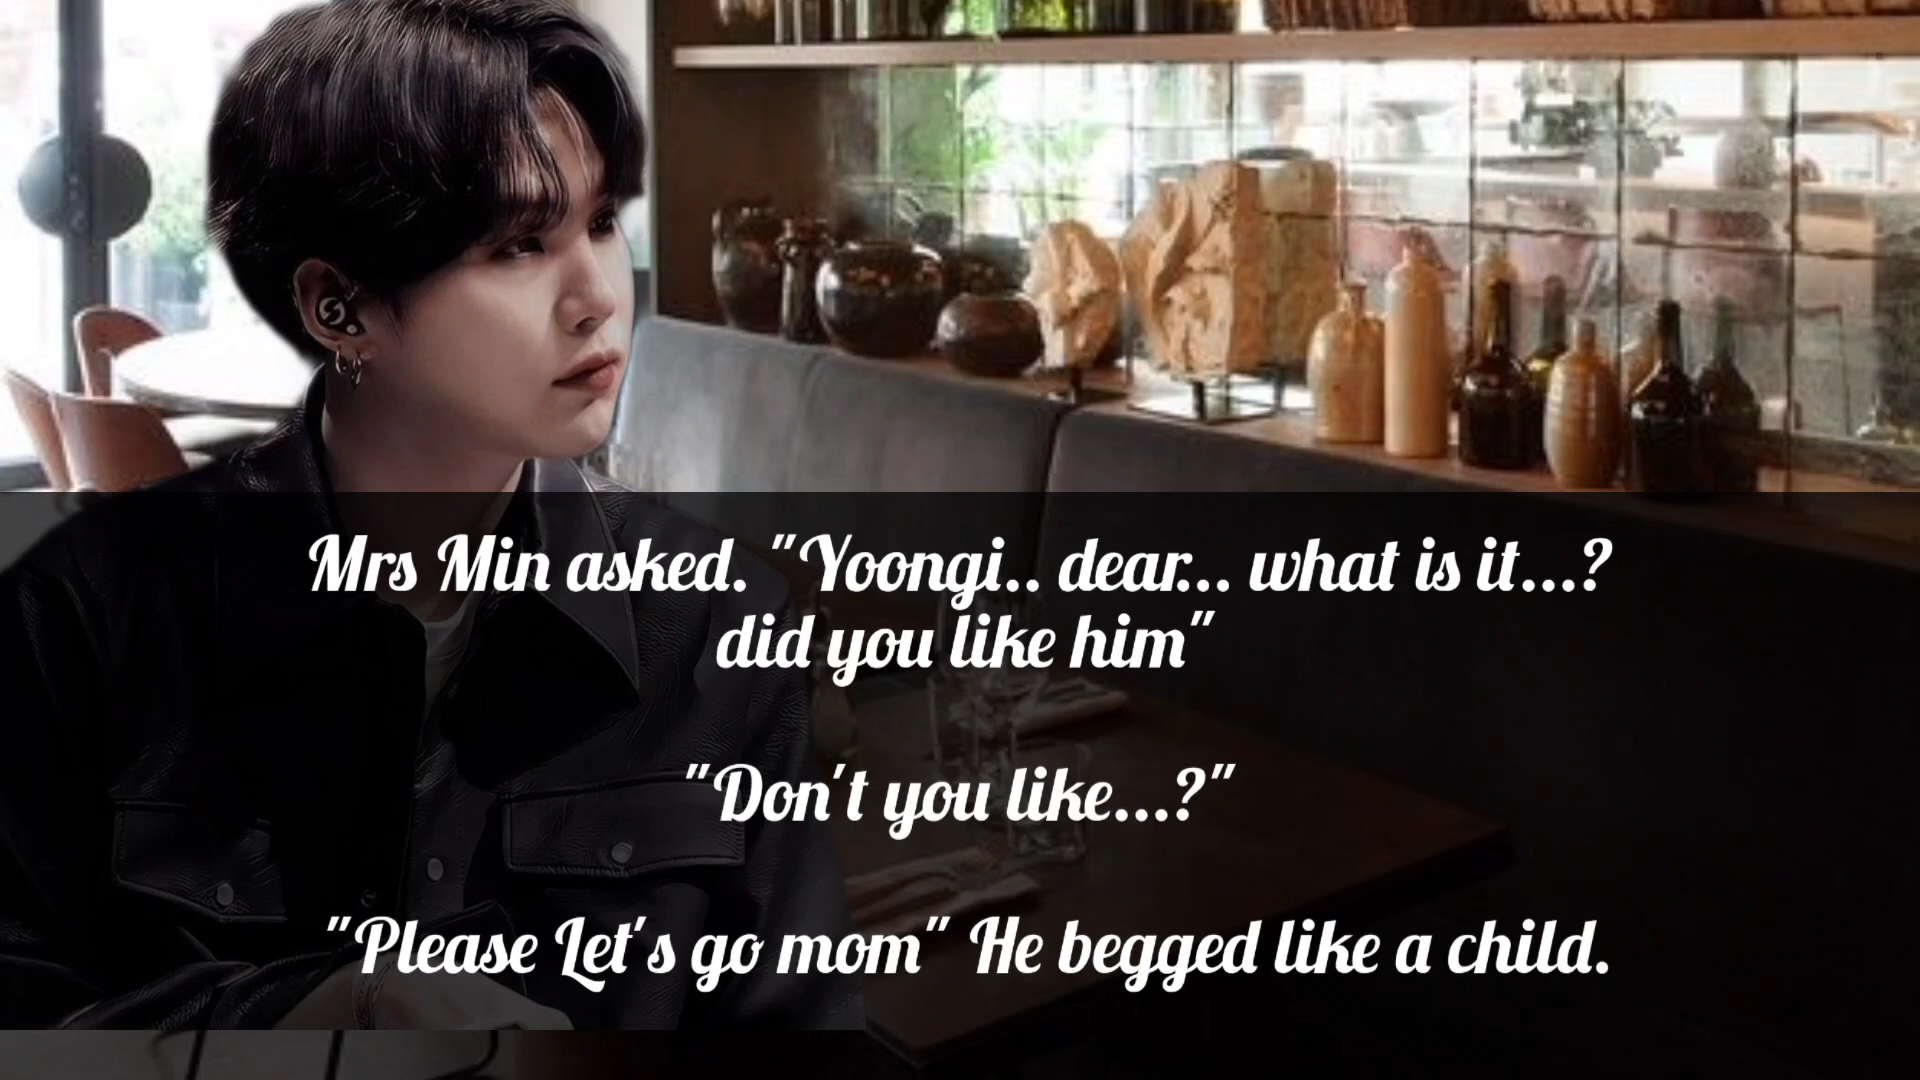 Mrs Min asked. "Yoongi.. dear... what is it...?
did you like him"
"Don't you like...?"
"Please Let's go mom" He begged like a child.